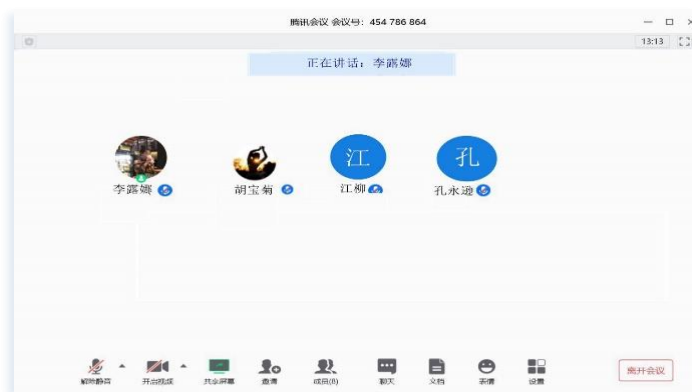 腾讯会议 会议号：454 786 864
13:13
正在讲话：李露娜
江 孔
李露娜 胡宝菊 江柳 孔永逊
解除静音 开启视频 共享屏幕 邀请 成员(8) 聊天 文档 表情 设置 离开会议